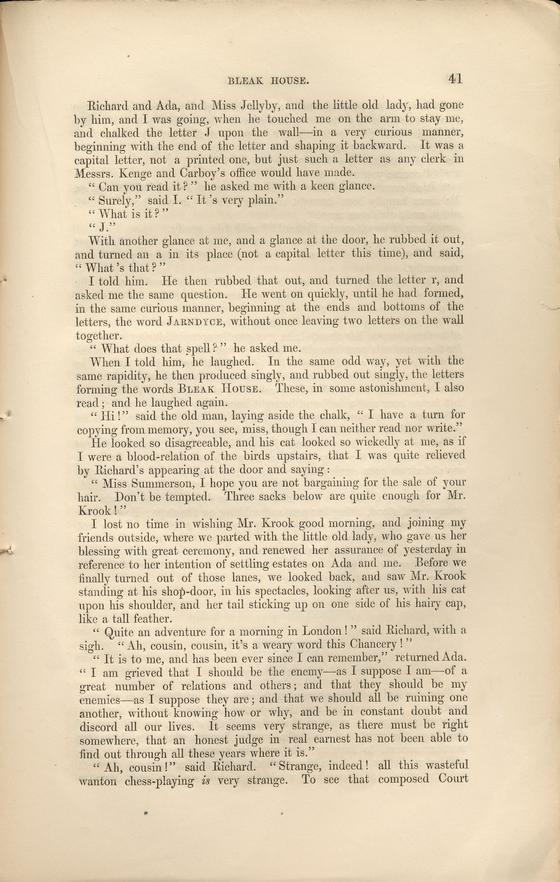 BLEAK HOUSE. 41
Richard and Ada, and Miss Jellyby, and the little old lady, had gone
by him, and I was going, when he touched me on the arm to stay me,
and chalked the letter J upon the wall—in a very curious manner,
beginning with the end of the letter and shaping it backward. It was a
capital letter, not a printed one, but just such a letter as any clerk in
Messrs. Kenge and Carboy's office would have made.
“Can you read it?” he asked me with a keen glance.
“Surely,” said I. “It 's very plain.”
“What is it?”
“J.”
With another glance at me, and a glance at the door, he rubbed it out,
and turned an a in its place (not a capital letter this time), and said,
“What 's that?”
I told him. He then rubbed that out, and turned the letter r, and
asked me the same question. He went on quickly, until he had formed,
in the same curious manner, beginning at the ends and bottoms of the
letters, the word JARNDYCE, without once leaving two letters on the wall
together.
“What does that spell?” he asked me.
When I told him, he laughed. In the same odd way, yet with the
same rapidity, he then produced singly, and rubbed out singly, the letters
forming the words BLEAK HOUSE. These, in some astonishment, I also
read; and he laughed again.
“Hi!” said the old man, laying aside the chalk, “I have a turn for
copying from memory, you see, miss, though I can neither read nor write.”
He looked so disagreeable, and his cat looked so wickedly at me, as if
I were a blood-relation of the birds upstairs, that I was quite relieved
by Richard's appearing at the door and saying:
“Miss Summerson, I hope you are not bargaining for the sale of your
hair. Don't be tempted. Three sacks below are quite enough for Mr.
Krook!”
I lost no time in wishing Mr. Krook good morning, and joining my
friends outside, where we parted with the little old lady, who gave us her
blessing with great ceremony, and renewed her assurance of yesterday in
reference to her intention of settling estates on Ada and me. Before we
finally turned out of those lanes, we looked back, and saw Mr. Krook
standing at his shop-door, in his spectacles, looking after us, with his cat
upon his shoulder, and her tail sticking up on one side of his hairy cap,
like a tall feather.
“Quite an adventure for a morning in London!” said Richard, with a
sigh. “Ah, cousin, cousin, it's a weary word this Chancery!”
“It is to me, and has been ever since I can remember,” returned Ada.
“I am grieved that I should be the enemy—as I suppose I am—of a
great number of relations and others; and that they should be my
enemies—as I suppose they are; and that we should all be ruining one
another, without knowing how or why, and be in constant doubt and
discord all our lives. It seems very strange, as there must be right
somewhere, that an honest judge in real earnest has not been able to
find out through all these years where it is.”
“Ah, cousin!” said Richard. “Strange, indeed! all this wasteful
wanton chess-playing is very strange. To see that composed Court